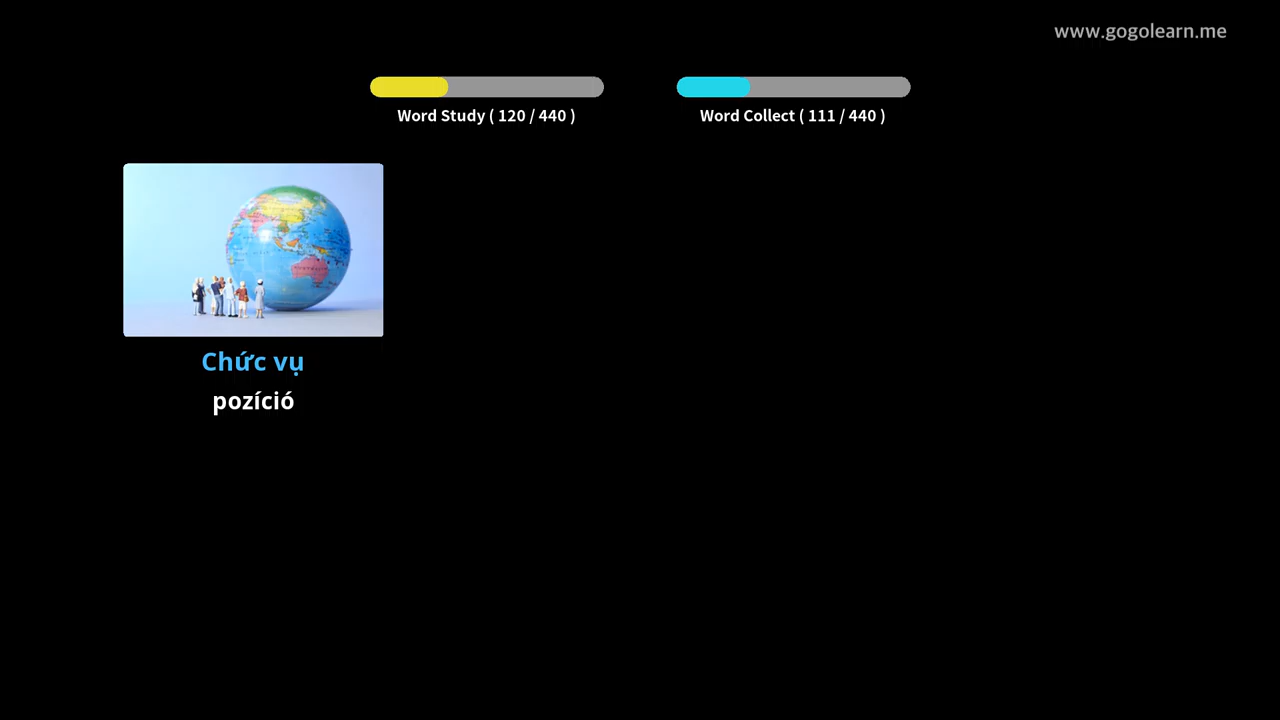 www.gogolearn.me
Word Study ( 120 / 440 )
Word Collect ( 111 / 440 )
Chức vụ
pozíció